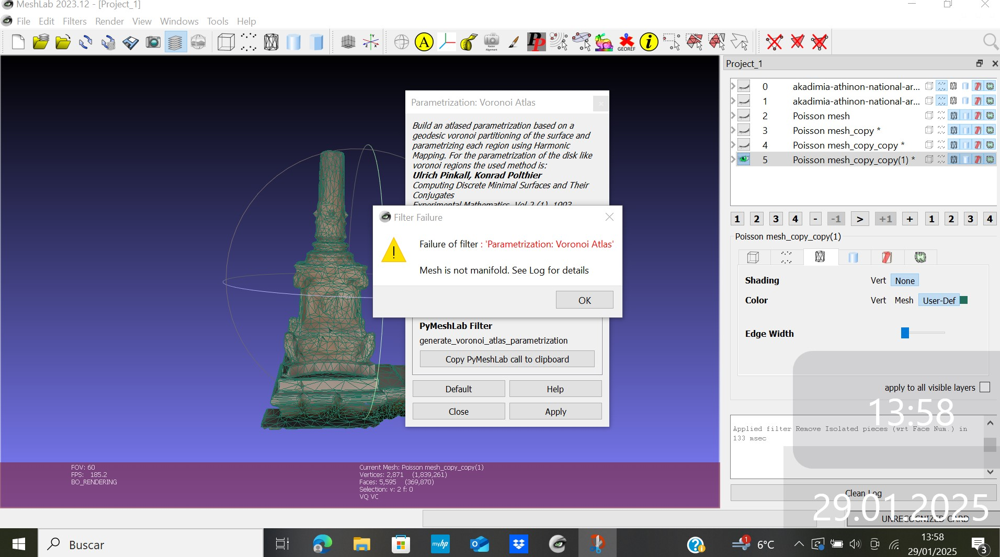 MeshLab 2023.12 - [Project_1]
File Edit Filters Render View Windows Tools Help
A
Raster
Alignment
PP
GEOREF
i
Project_1
0 akadimia-athinon-national-ar...
1 akadimia-athinon-national-ar...
2 Poisson mesh
3 Poisson mesh_copy *
4 Poisson mesh_copy_copy *
5 Poisson mesh_copy_copy(1) *
1 2 3 4 - -1 > +1 + 1 2 3 4
Poisson mesh_copy_copy(1)
Shading Vert None
Color Vert Mesh User-Def
Edge Width
apply to all visible layers
Applied filter Remove Isolated pieces (wrt Face Num.) in
133 msec
Clean Log
UNRECOGNIZED CARD
13:58
29.01.2025
Parametrization: Voronoi Atlas
Build an atlased parametrization based on a
geodesic voronoi partitioning of the surface and
parametrizing each region using Harmonic
Mapping. For the parametrization of the disk like
voronoi regions the used method is:
Ulrich Pinkall, Konrad Polthier
Computing Discrete Minimal Surfaces and Their
Conjugates
Experimental Mathematics, Vol 2 (1), 1993
Filter Failure
Failure of filter : 'Parametrization: Voronoi Atlas'
Mesh is not manifold. See Log for details
OK
PyMeshLab Filter
generate_voronoi_atlas_parametrization
Copy PyMeshLab call to clipboard
Default Help
Close Apply
FOV: 60
FPS: 185.2
BO_RENDERING
Current Mesh: Poisson mesh_copy_copy(1)
Vertices: 2,871 (1,839,261)
Faces: 5,595 (369,870)
Selection: v: 2 f: 0
VQ VC
Buscar
myhp
1
6°C
13:58
29/01/2025
3